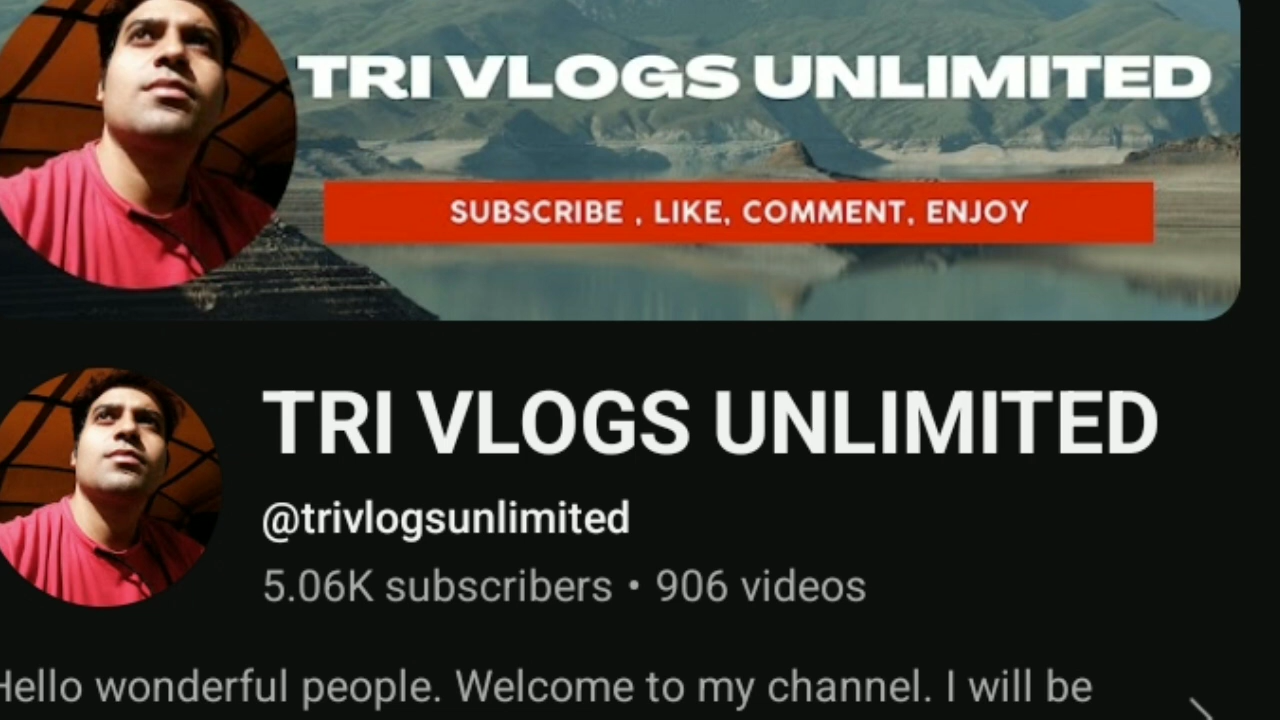 TRI VLOGS UNLIMITED
SUBSCRIBE , LIKE, COMMENT, ENJOY
TRI VLOGS UNLIMITED
@trivlogsunlimited
5.06K subscribers • 906 videos
Hello wonderful people. Welcome to my channel. I will be